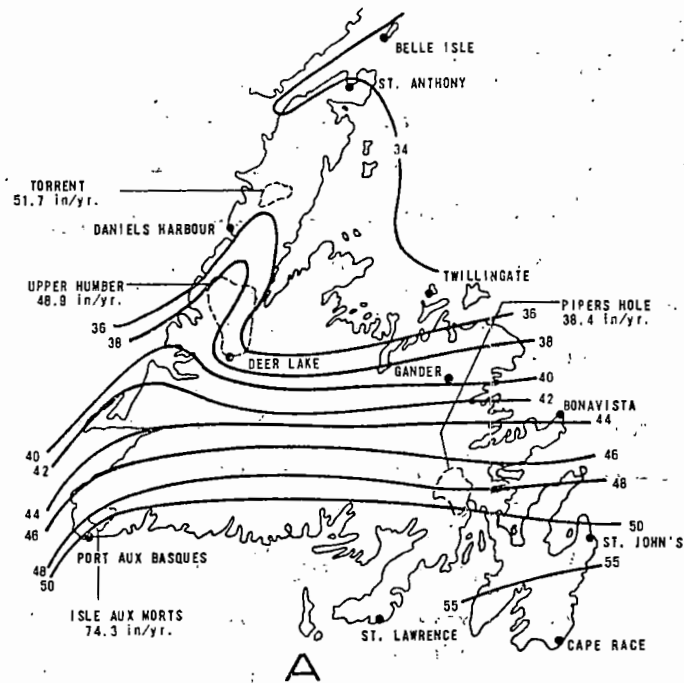 BELLE ISLE
ST. ANTHONY
34
TORRENT
51.7 in/yr.
DANIELS HARBOUR
TWILLINGATE
UPPER HUMBER
48.9 in/yr.
PIPERS HOLE
38.4 in/yr.
36
36
38
38
DEER LAKE
GANDER
40
42
BONAVISTA
44
40
46
42
48
44
50
46
ST. JOHN'S
PORT AUX BASQUES
48
55
50
55
ISLE AUX MORTS
74.3 in/yr.
ST. LAWRENCE
CAPE RACE
A